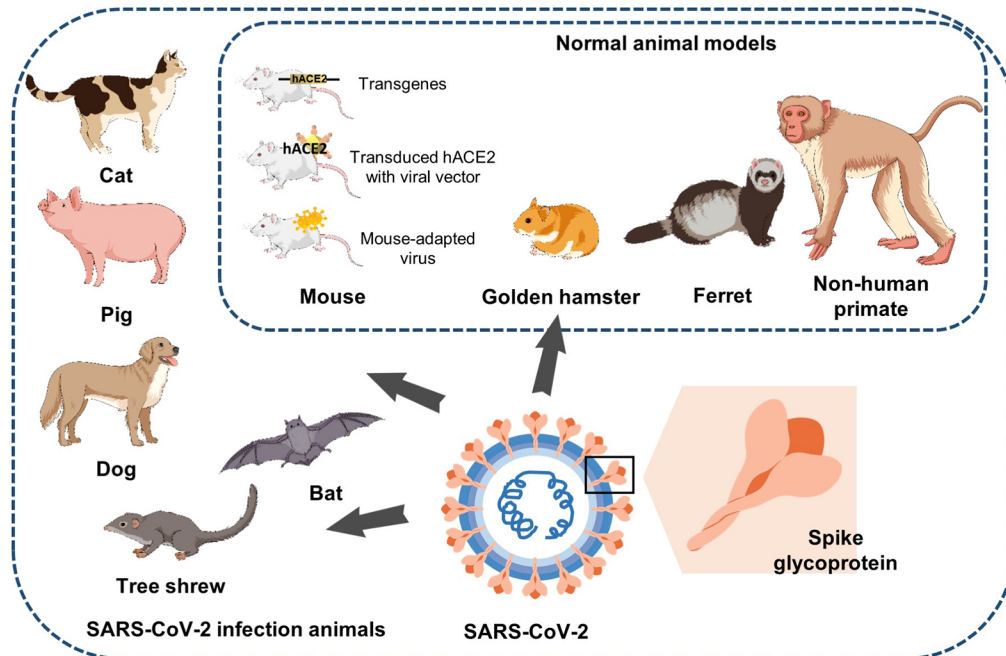 Normal animal models
Cat
Pig
Dog
Bat
Tree shrew
SARS-CoV-2 infection animals
hACE2
Transgenes
hACE2
Transduced hACE2
with viral vector
Mouse-adapted
virus
Mouse
Golden hamster
Ferret
Non-human
primate
SARS-CoV-2
Spike
glycoprotein